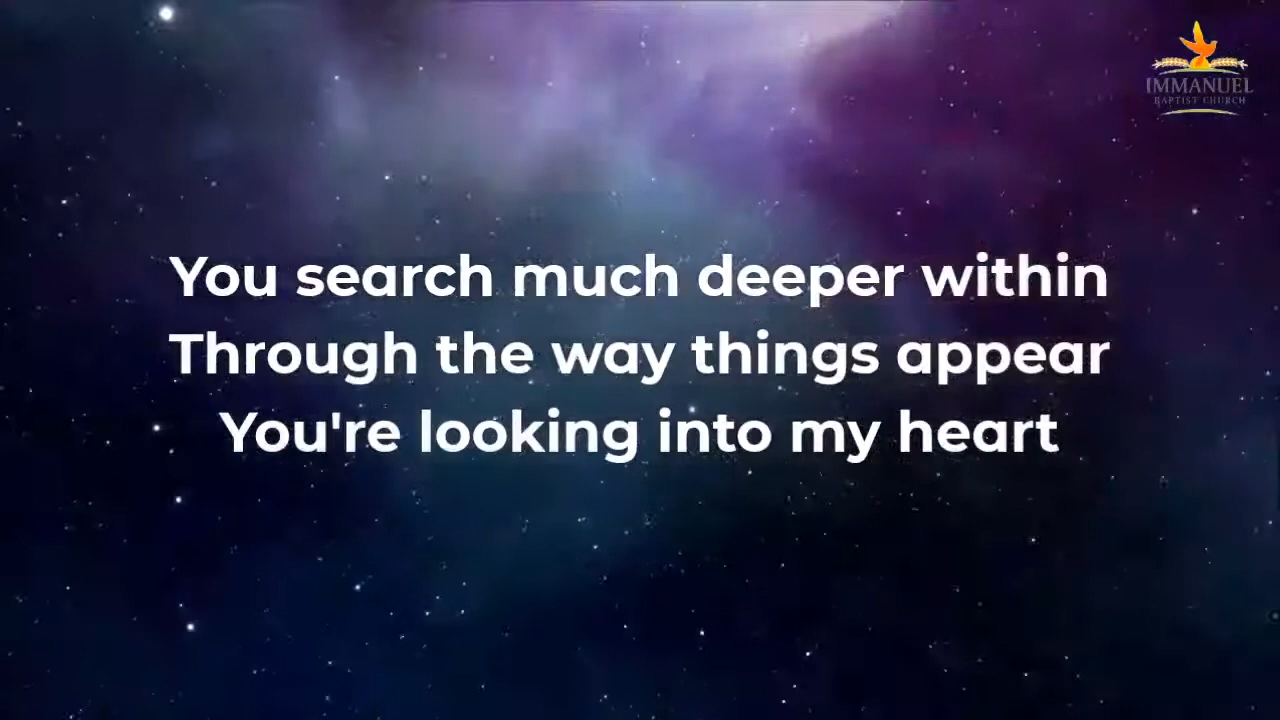 IMMANUEL
BAPTIST CHURCH
You search much deeper within
Through the way things appear
You're looking into my heart